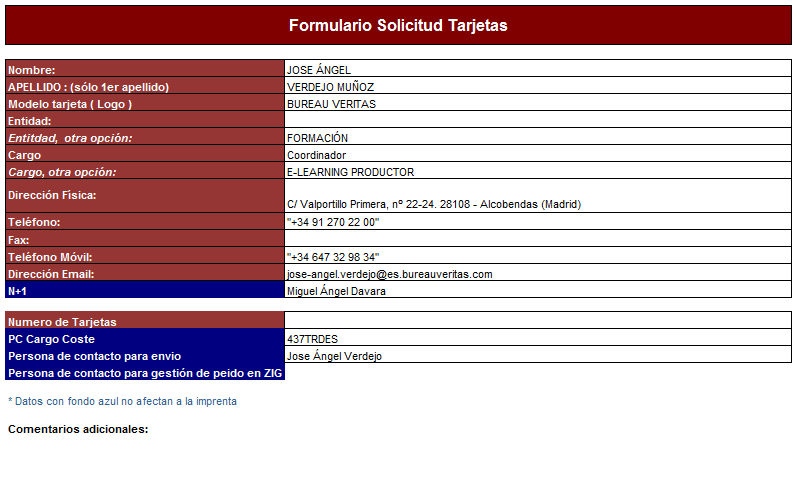 Formulario Solicitud Tarjetas
Nombre: JOSE ÁNGEL
APELLIDO : (sólo 1er apellido) VERDEJO MUÑOZ
Modelo tarjeta ( Logo ) BUREAU VERITAS
Entidad:
Entitdad, otra opción: FORMACIÓN
Cargo Coordinador
Cargo, otra opción: E-LEARNING PRODUCTOR
Dirección Física: C/ Valportillo Primera, nº 22-24. 28108 - Alcobendas (Madrid)
Teléfono: "+34 91 270 22 00"
Fax:
Teléfono Móvil: "+34 647 32 98 34"
Dirección Email: jose-angel.verdejo@es.bureauveritas.com
N+1 Miguel Ángel Davara
Numero de Tarjetas
PC Cargo Coste 437TRDES
Persona de contacto para envio Jose Ángel Verdejo
Persona de contacto para gestión de peido en ZIG
* Datos con fondo azul no afectan a la imprenta
Comentarios adicionales: